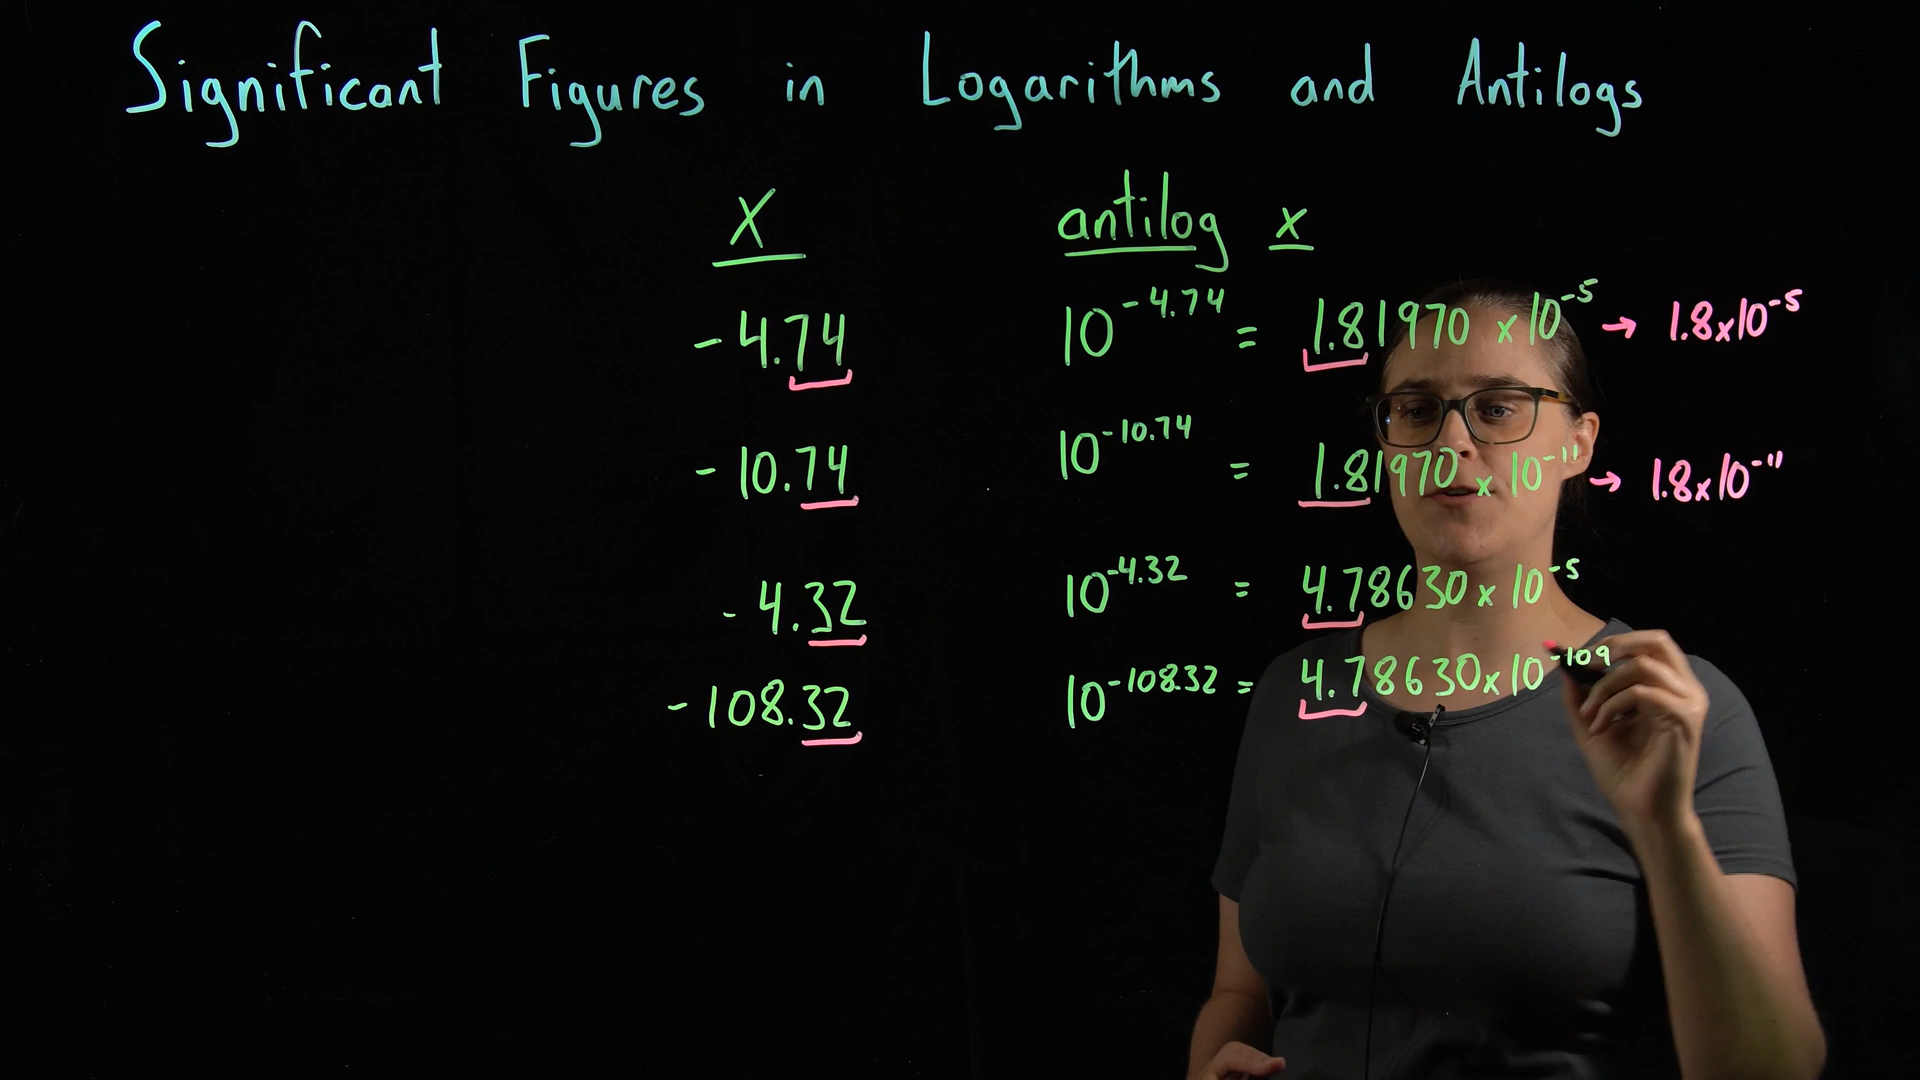 Significant Figures in Logarithms and Antilogs
X antilog x
-4.74 10^-4.74 = 1.81970 x 10^-5 → 1.8x10^-5
-10.74 10^-10.74 = 1.81970 x 10^-11 → 1.8x10^-11
-4.32 10^-4.32 = 4.78630 x 10^-5
-108.32 10^-108.32 = 4.78630 x 10^-109